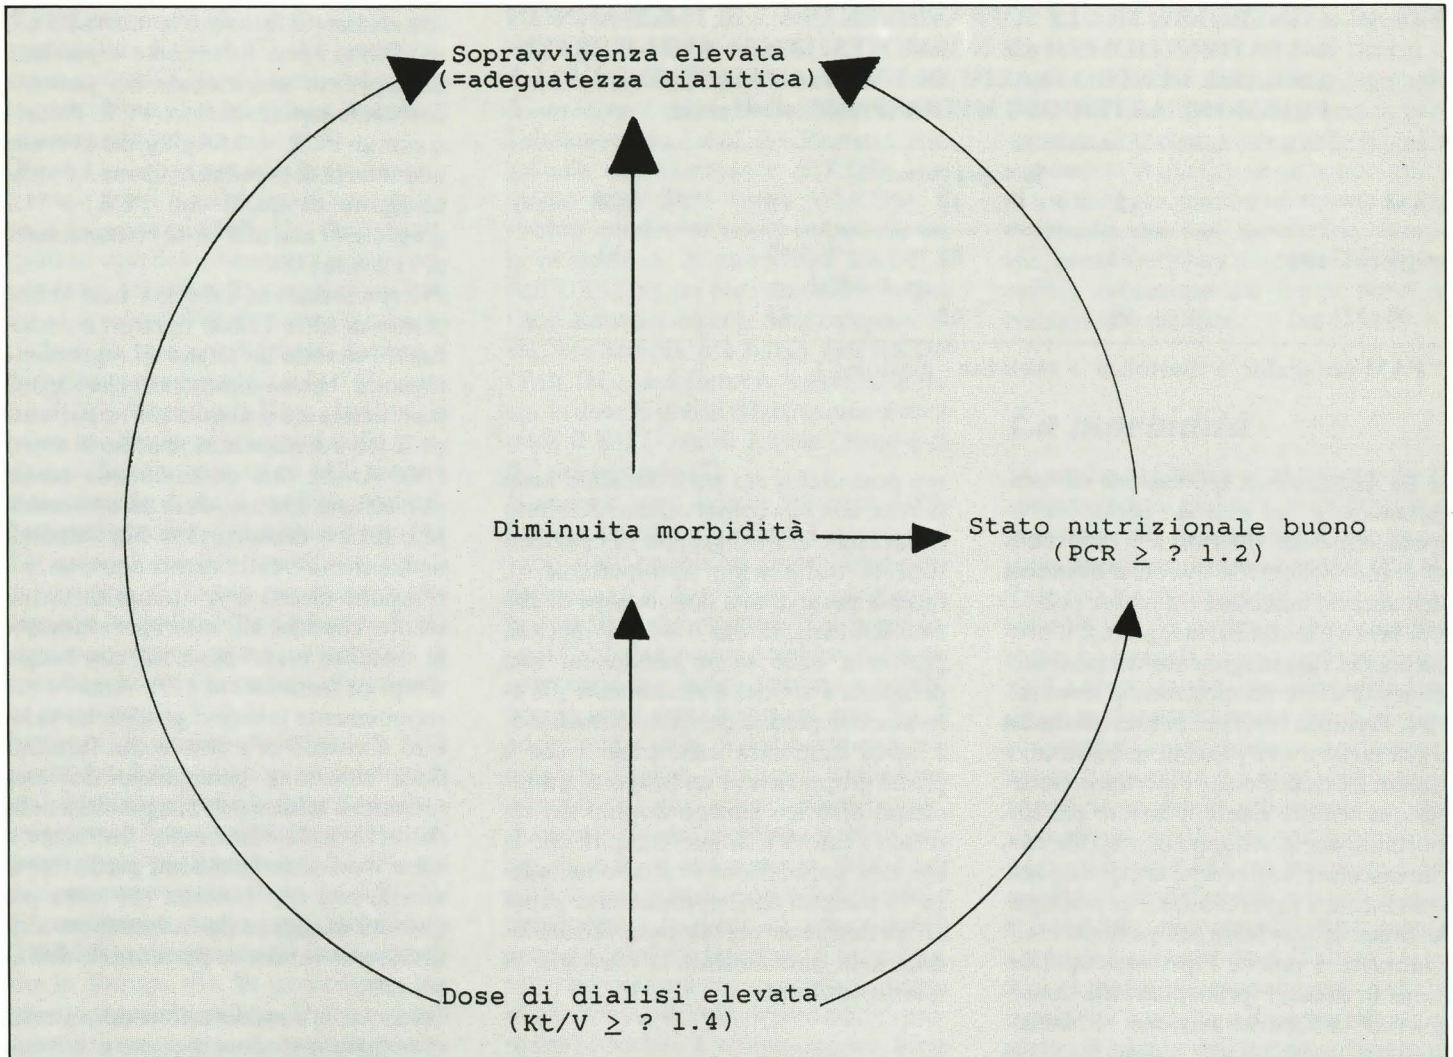 Sopravvivenza elevata
(=adeguatezza dialitica)
Diminuita morbidità
Stato nutrizionale buono
(PCR ≥ ? 1.2)
Dose di dialisi elevata
(Kt/V ≥ ? 1.4)